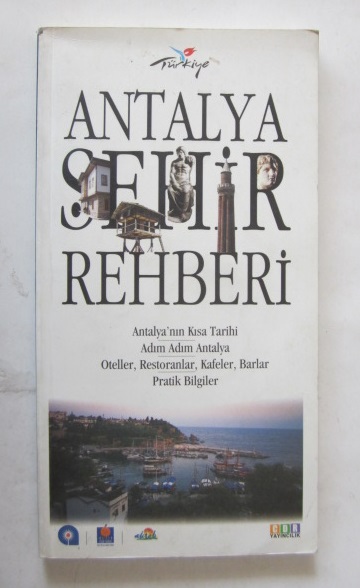 Türkiye
ANTALYA
ŞEHİR
REHBERİ
Antalya'nın Kısa Tarihi
Adım Adım Antalya
Oteller, Restoranlar, Kafeler, Barlar
Pratik Bilgiler
YAYINCILIK